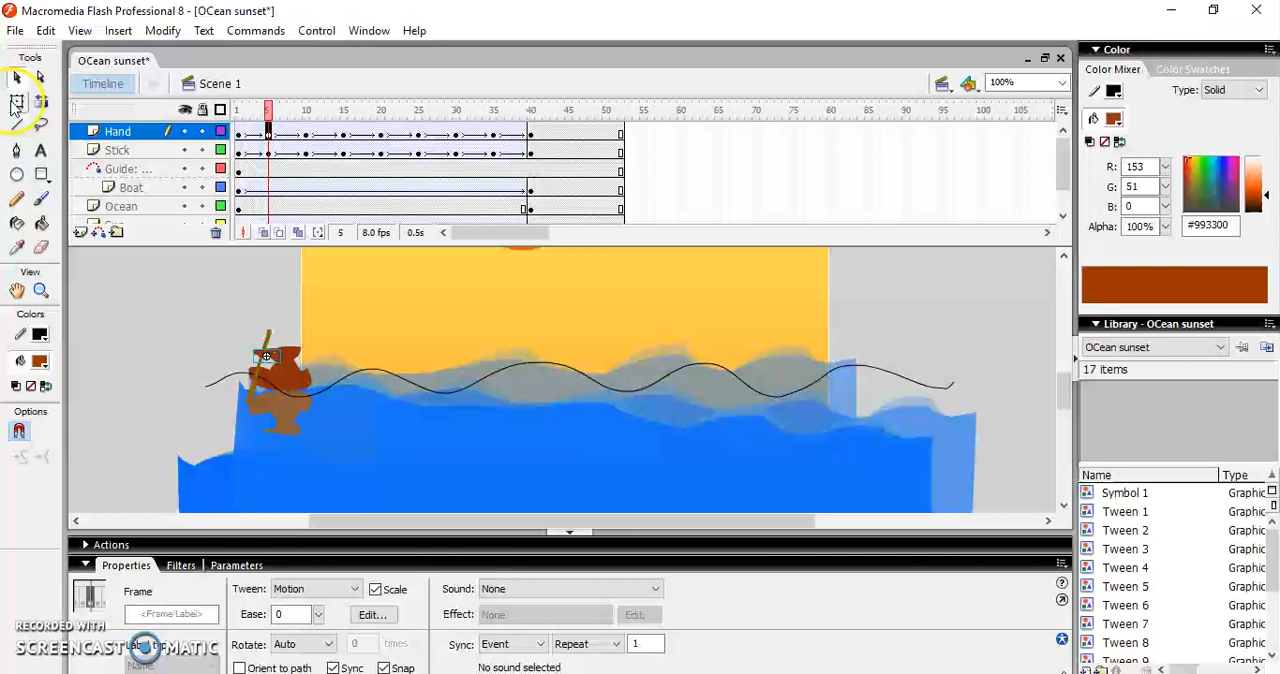 Macromedia Flash Professional 8 - [OCean sunset*]
File Edit View Insert Modify Text Commands Control Window Help
Tools
OCean sunset*
Timeline Scene 1 100%
1 5 10 15 20 25 30 35 40 45 50 55 60 65 70 75 80 85 90 95 100 105
Hand
Stick
Guide: ...
Boat
Ocean
5 8.0 fps 0.5s
View
Colors
Options
Color
Color Mixer Color Swatches
Type: Solid
R: 153
G: 51
B: 0
Alpha: 100% #993300
Library - OCean sunset
OCean sunset
17 items
Name Type
Symbol 1 Graphic
Tween 1 Graphic
Tween 2 Graphic
Tween 3 Graphic
Tween 4 Graphic
Tween 5 Graphic
Tween 6 Graphic
Tween 7 Graphic
Tween 8 Graphic
Tween 9 Graphic
Actions
Properties Filters Parameters
Frame
<Frame Label>
Label type:
Name
Tween: Motion Scale
Ease: 0 Edit...
Rotate: Auto 0 times
Orient to path Sync Snap
Sound: None
Effect: None Edit...
Sync: Event Repeat 1
No sound selected
RECORDED WITH
SCREENCAST MATIC